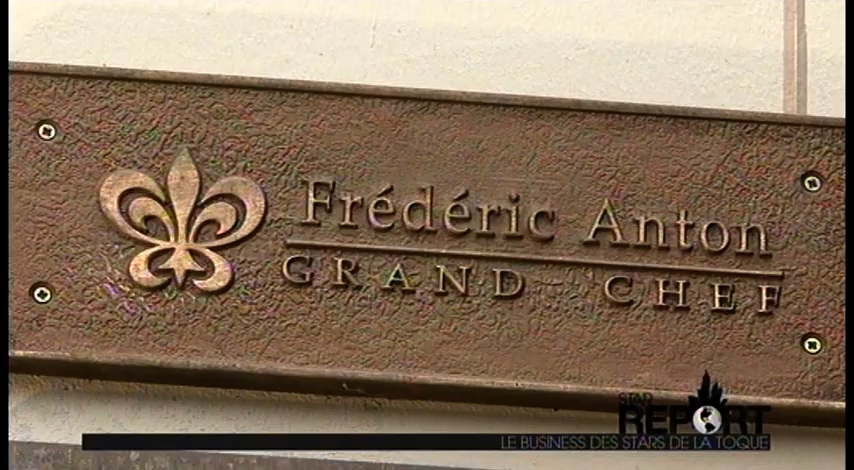 Frédéric Anton
GRAND CHEF
STAR
REPORT
LE BUSINESS DES STARS DE LA TOQUE